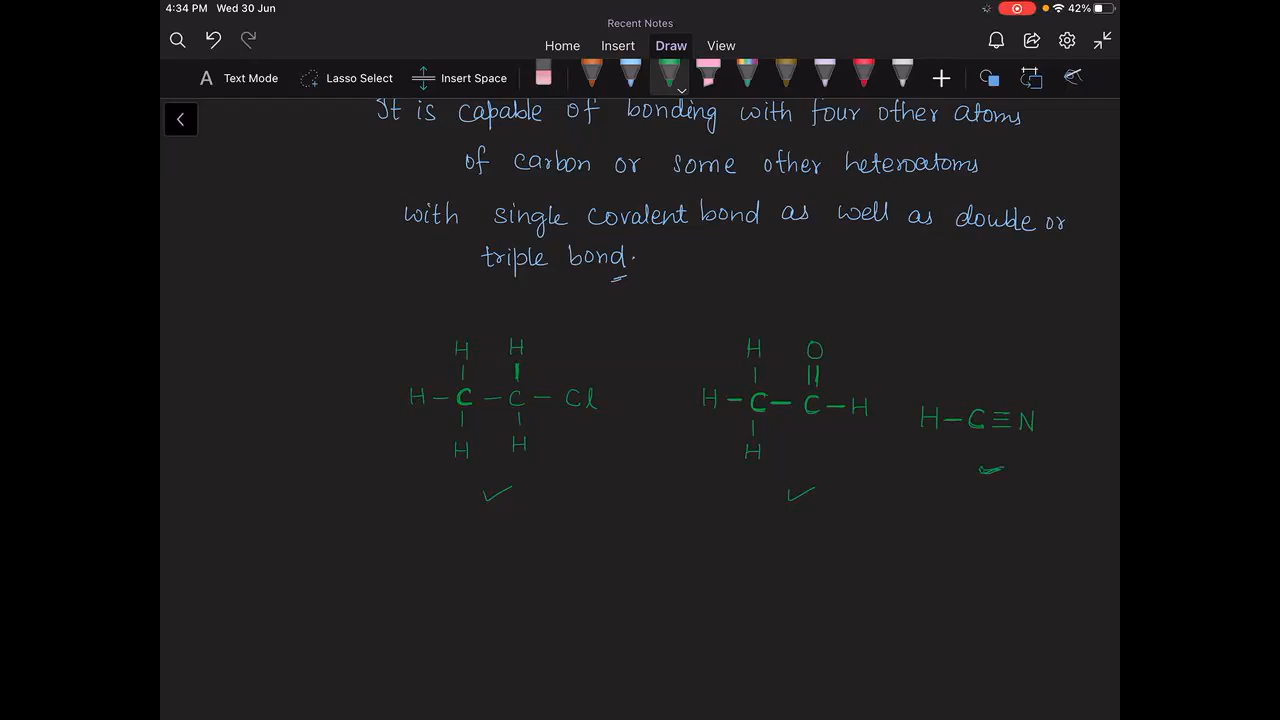 4:34 PM Wed 30 Jun
42%
Recent Notes
Home Insert Draw View
A Text Mode Lasso Select Insert Space
It is capable of bonding with four other atoms
of carbon or some other heteroatoms
with single covalent bond as well as double or
triple bond.
H H
H - C - C - Cl
H H
H O
H - C - C - H
H
H - C ≡ N